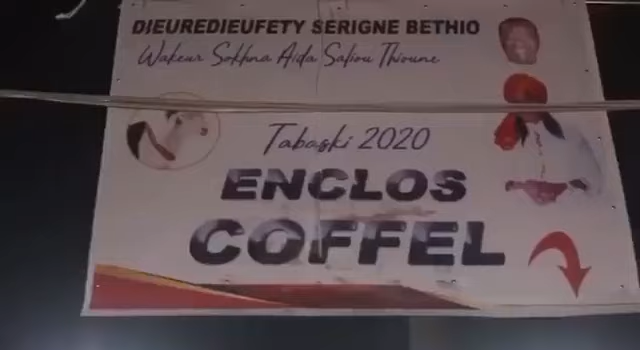 DIEUREDIEUFETY SERIGNE BETHIO
Wakeur Sokhna Aida Saliou Thioune
Tabaski 2020
ENCLOS
COFFEL